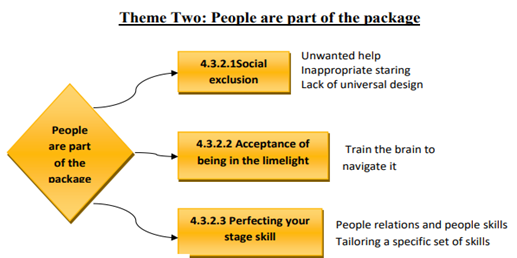 Theme Two: People are part of the package
People
are part
of the
package
4.3.2.1Social
exclusion
Unwanted help
Inappropriate staring
Lack of universal design
4.3.2.2 Acceptance of
being in the limelight
Train the brain to
navigate it
4.3.2.3 Perfecting your
stage skill
People relations and people skills
Tailoring a specific set of skills